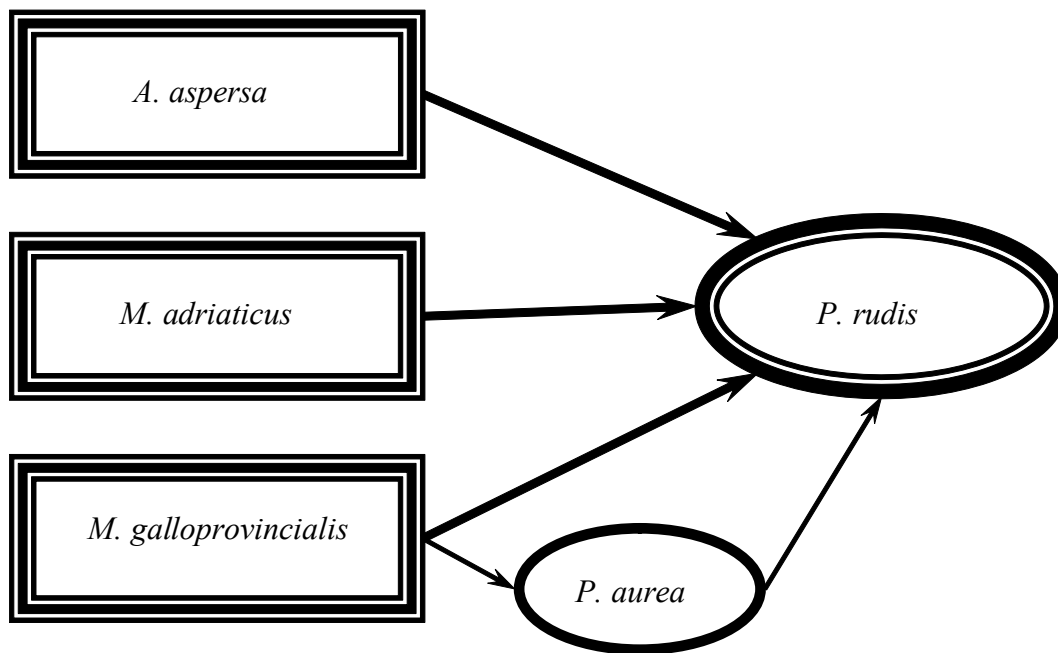 A. aspersa
M. adriaticus
P. rudis
M. galloprovincialis
P. aurea